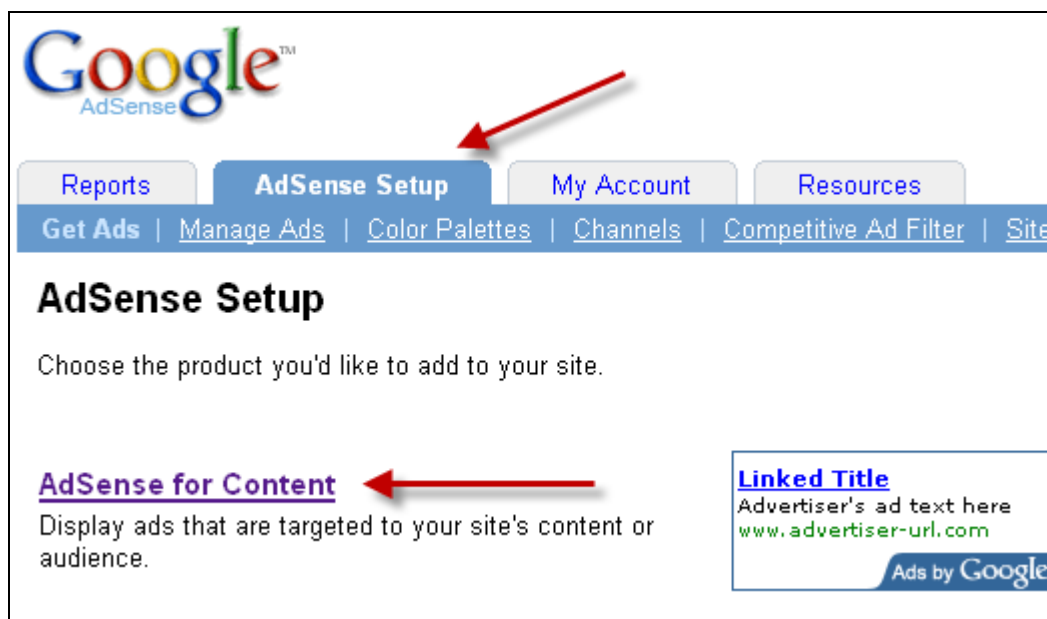 Google™
AdSense
Reports AdSense Setup My Account Resources
Get Ads | Manage Ads | Color Palettes | Channels | Competitive Ad Filter | Site
AdSense Setup
Choose the product you'd like to add to your site.
AdSense for Content
Display ads that are targeted to your site's content or
audience.
Linked Title
Advertiser's ad text here
www.advertiser-url.com
Ads by Google